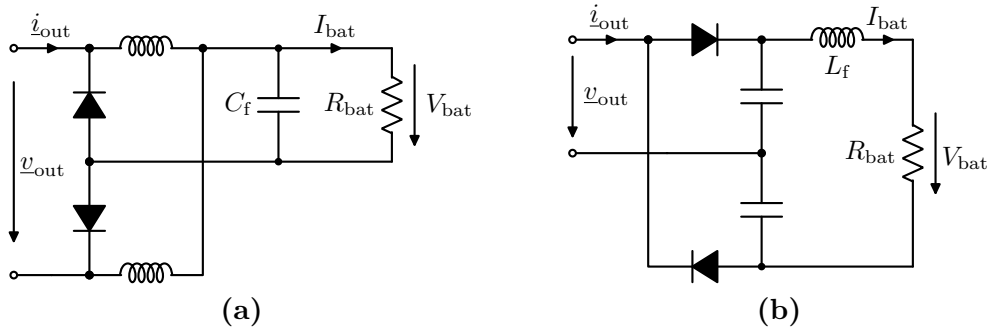 i_out
I_bat
C_f
R_bat
V_bat
v_out
(a)
i_out
I_bat
L_f
v_out
R_bat
V_bat
(b)